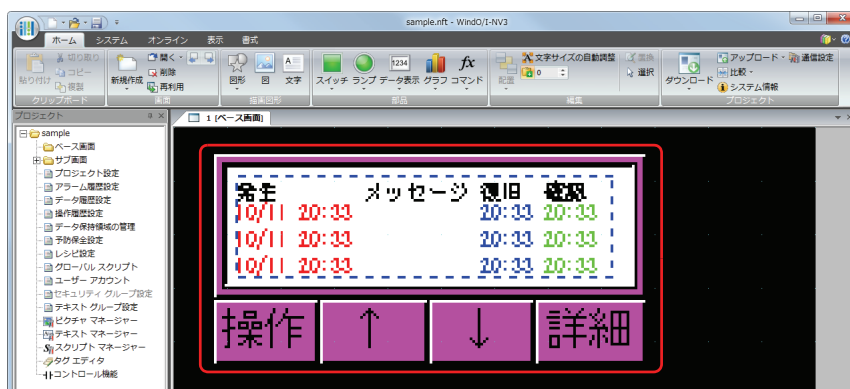 sample.nft - WindO/I-NV3
ホーム システム オンライン 表示 書式
貼り付け
切り取り
コピー
複製
クリップボード
新規作成
開く
削除
再利用
画面
図形 図 文字
描画図形
スイッチ ランプ データ表示 グラフ コマンド
1234
fx
部品
配置
文字サイズの自動調整
0
置換
選択
編集
ダウンロード
アップロード
比較
システム情報
通信設定
プロジェクト
プロジェクト
1 [ベース画面]
sample
ベース画面
サブ画面
プロジェクト設定
アラーム履歴設定
データ履歴設定
操作履歴設定
データ保持領域の管理
予防保全設定
レシピ設定
グローバル スクリプト
ユーザー アカウント
セキュリティ グループ設定
テキスト グループ設定
ピクチャ マネージャー
テキスト マネージャー
スクリプト マネージャー
タグ エディタ
コントロール機能
発生 メッセージ 復旧 確認
10/11 20:33 20:33 20:33
10/11 20:33 20:33 20:33
10/11 20:33 20:33 20:33
操作 ↑ ↓ 詳細